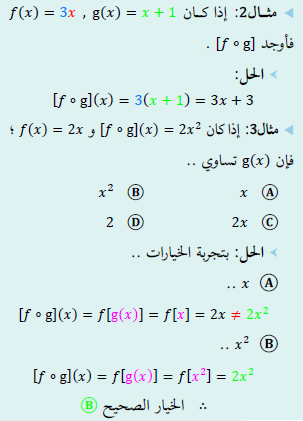 مثال2: إذا كان f(x) = 3x , g(x) = x + 1
فأوجد [f ∘ g] .
الحل:
[f ∘ g](x) = 3(x + 1) = 3x + 3
مثال3: إذا كان [f ∘ g](x) = 2x² و f(x) = 2x ؛
فإن g(x) تساوي ..
A x B x²
C 2x D 2
الحل: بتجربة الخيارات ..
A x ..
[f ∘ g](x) = f[g(x)] = f[x] = 2x ≠ 2x²
B x² ..
[f ∘ g](x) = f[g(x)] = f[x²] = 2x²
∴ الخيار الصحيح B